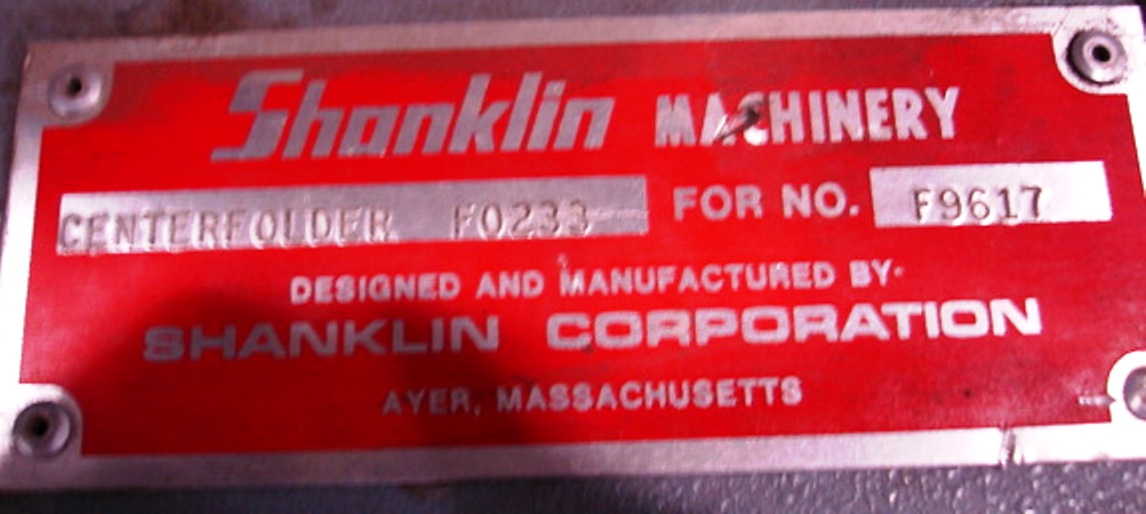 Shanklin MACHINERY
CENTERFOLDER F0233 FOR NO. F9617
DESIGNED AND MANUFACTURED BY-
SHANKLIN CORPORATION
AYER, MASSACHUSETTS